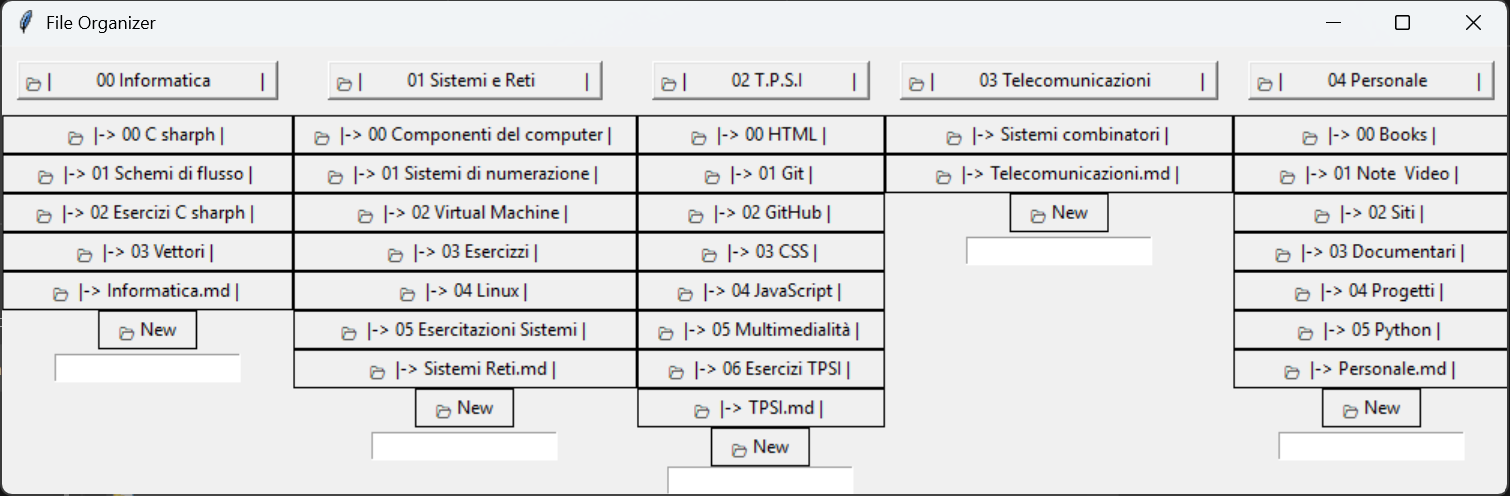 File Organizer
| 00 Informatica |
| 01 Sistemi e Reti |
| 02 T.P.S.I |
| 03 Telecomunicazioni |
| 04 Personale |
|-> 00 C sharph |
|-> 00 Componenti del computer |
|-> 00 HTML |
|-> Sistemi combinatori |
|-> 00 Books |
|-> 01 Schemi di flusso |
|-> 01 Sistemi di numerazione |
|-> 01 Git |
|-> Telecomunicazioni.md |
|-> 01 Note  Video |
|-> 02 Esercizi C sharph |
|-> 02 Virtual Machine |
|-> 02 GitHub |
New
|-> 02 Siti |
|-> 03 Vettori |
|-> 03 Esercizzi |
|-> 03 CSS |
|-> 03 Documentari |
|-> Informatica.md |
|-> 04 Linux |
|-> 04 JavaScript |
|-> 04 Progetti |
New
|-> 05 Esercitazioni Sistemi |
|-> 05 Multimedialità |
|-> 05 Python |
|-> Sistemi Reti.md |
|-> 06 Esercizi TPSI |
|-> Personale.md |
New
|-> TPSI.md |
New
New